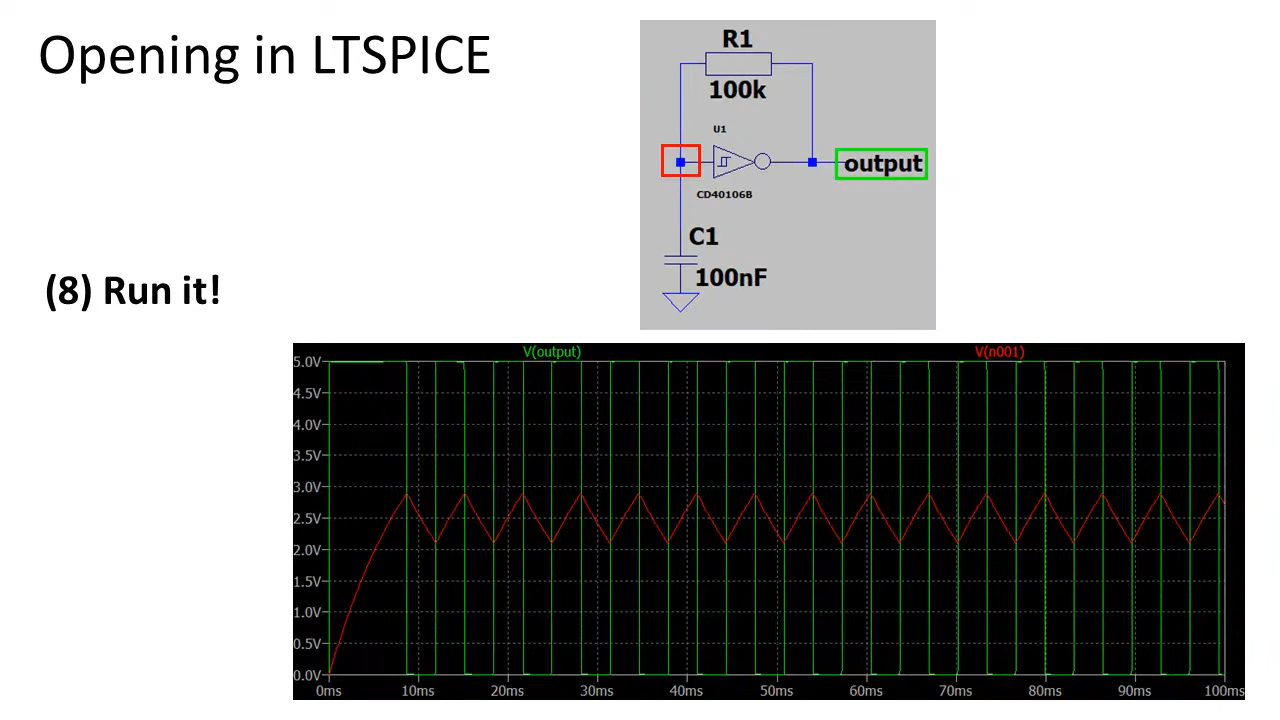 Opening in LTSPICE
R1
100k
U1
output
CD40106B
C1
100nF
(8) Run it!
V(output) V(n001)
5.0V
4.5V
4.0V
3.5V
3.0V
2.5V
2.0V
1.5V
1.0V
0.5V
0.0V
0ms 10ms 20ms 30ms 40ms 50ms 60ms 70ms 80ms 90ms 100ms